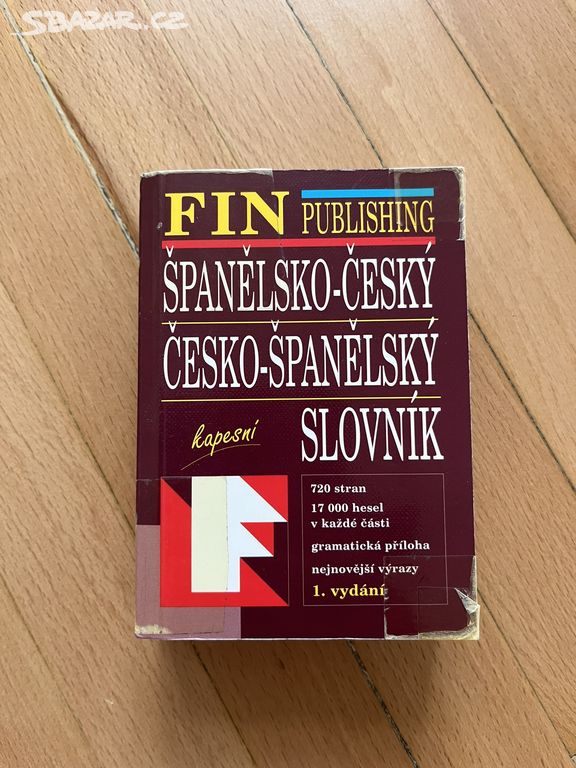 SBAZAR.CZ
FIN PUBLISHING
ŠPANĚLSKO-ČESKÝ
ČESKO-ŠPANĚLSKÝ
kapesní
SLOVNÍK
720 stran
17 000 hesel
v každé části
gramatická příloha
nejnovější výrazy
1. vydání